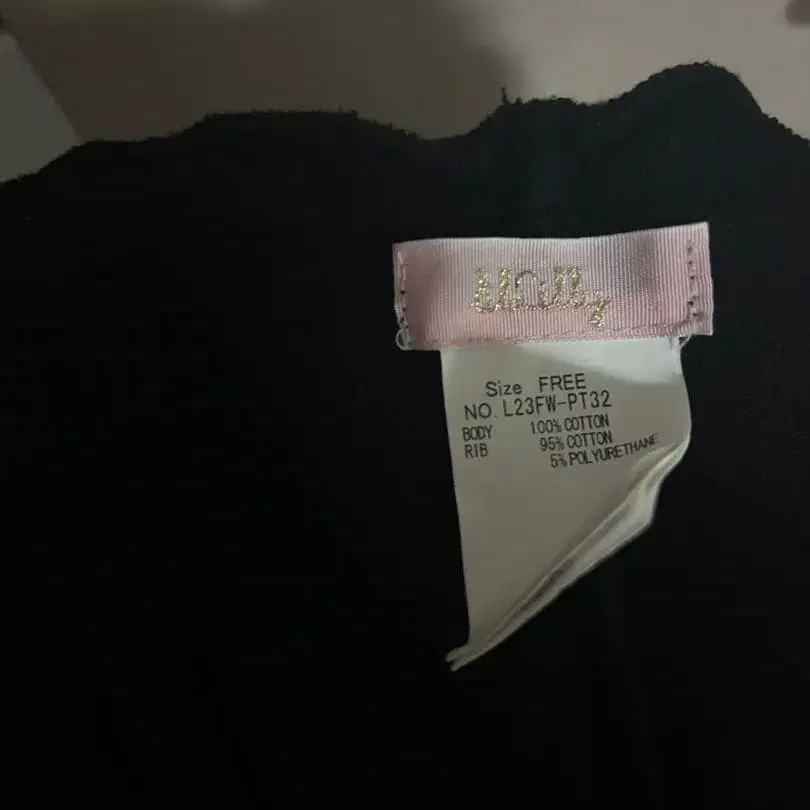 Size FREE
NO. L23FW-PT32
BODY 100% COTTON
RIB 95% COTTON
5% POLYURETHANE